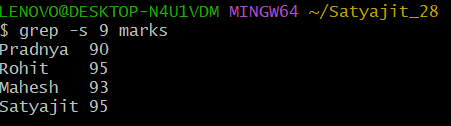 LENOVO@DESKTOP-N4U1VDM MINGW64 ~/Satyajit_28
$ grep -s 9 marks
Pradnya  90
Rohit    95
Mahesh   93
Satyajit 95